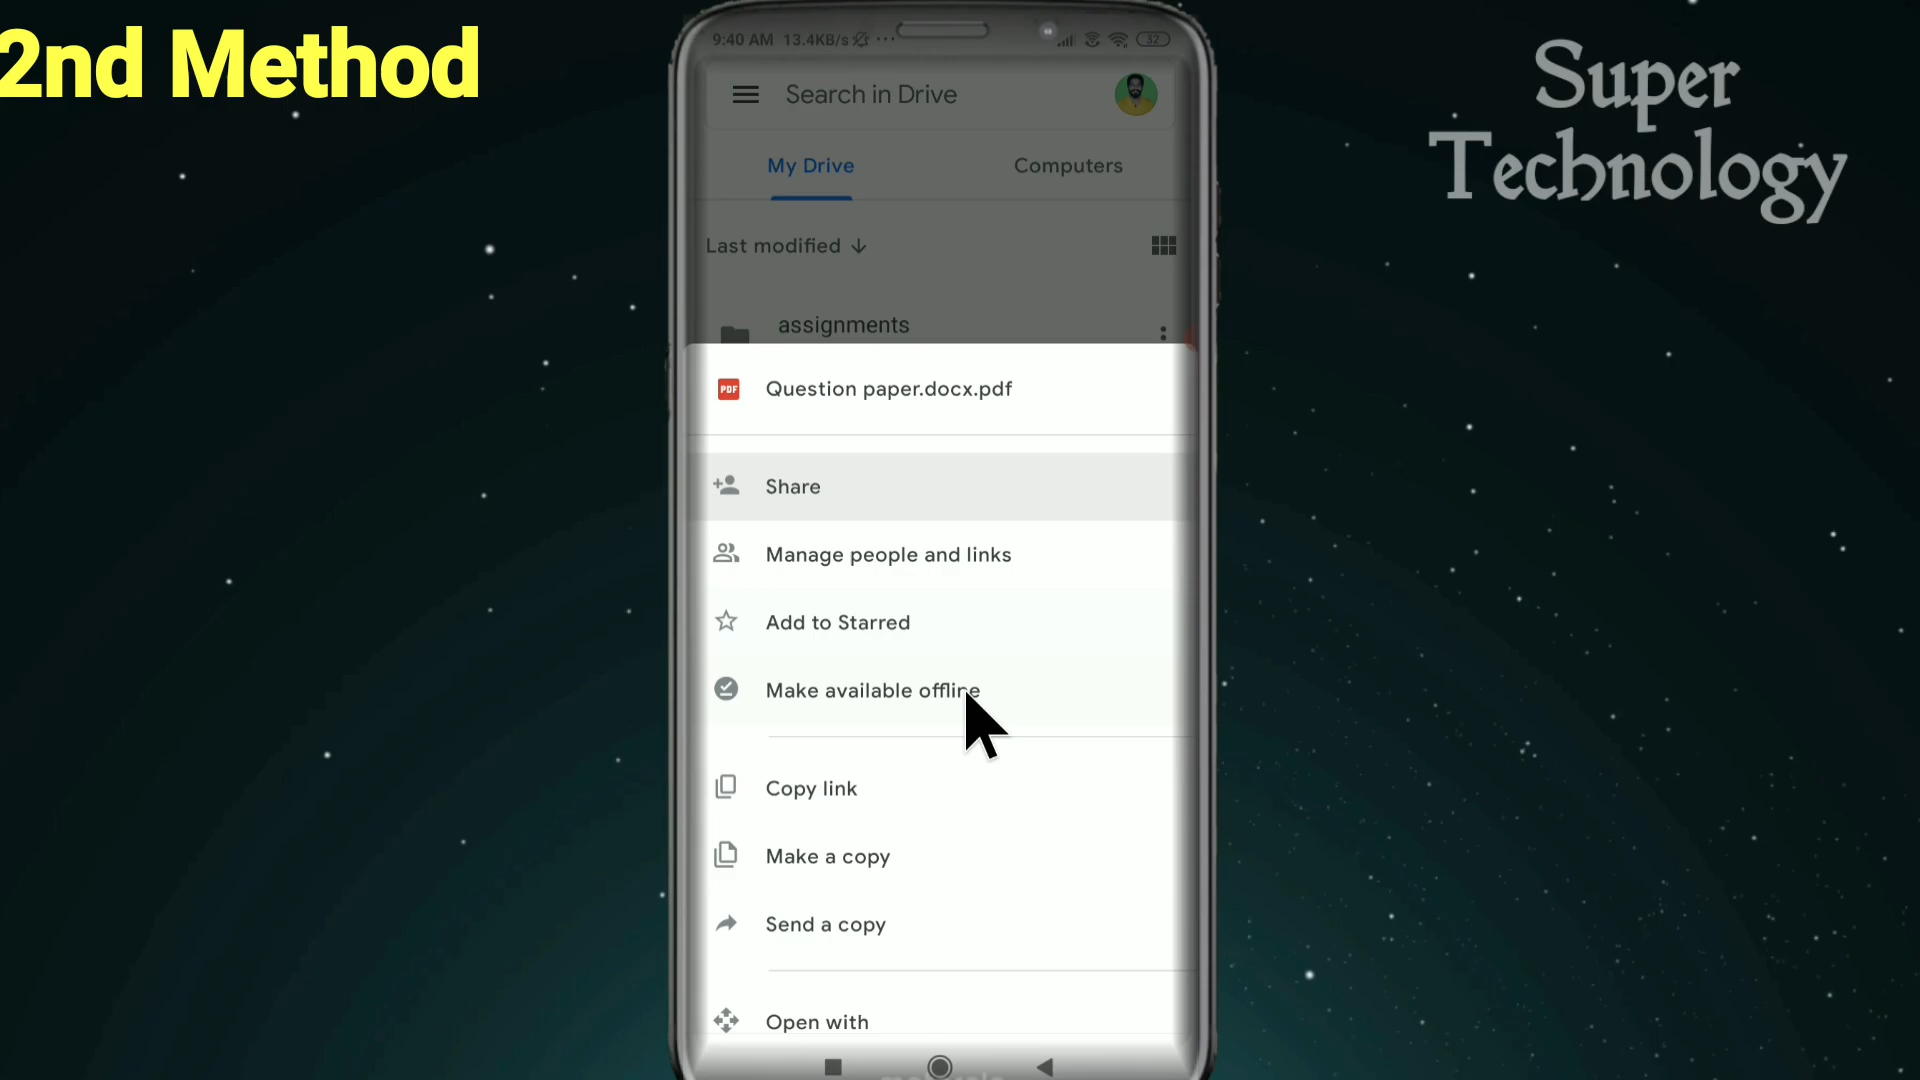 2nd Method
Super
Technology
9:40 AM 13.4KB/s ... 32
Search in Drive
My Drive Computers
Last modified
assignments
PDF Question paper.docx.pdf
Share
Manage people and links
Add to Starred
Make available offline
Copy link
Make a copy
Send a copy
Open with